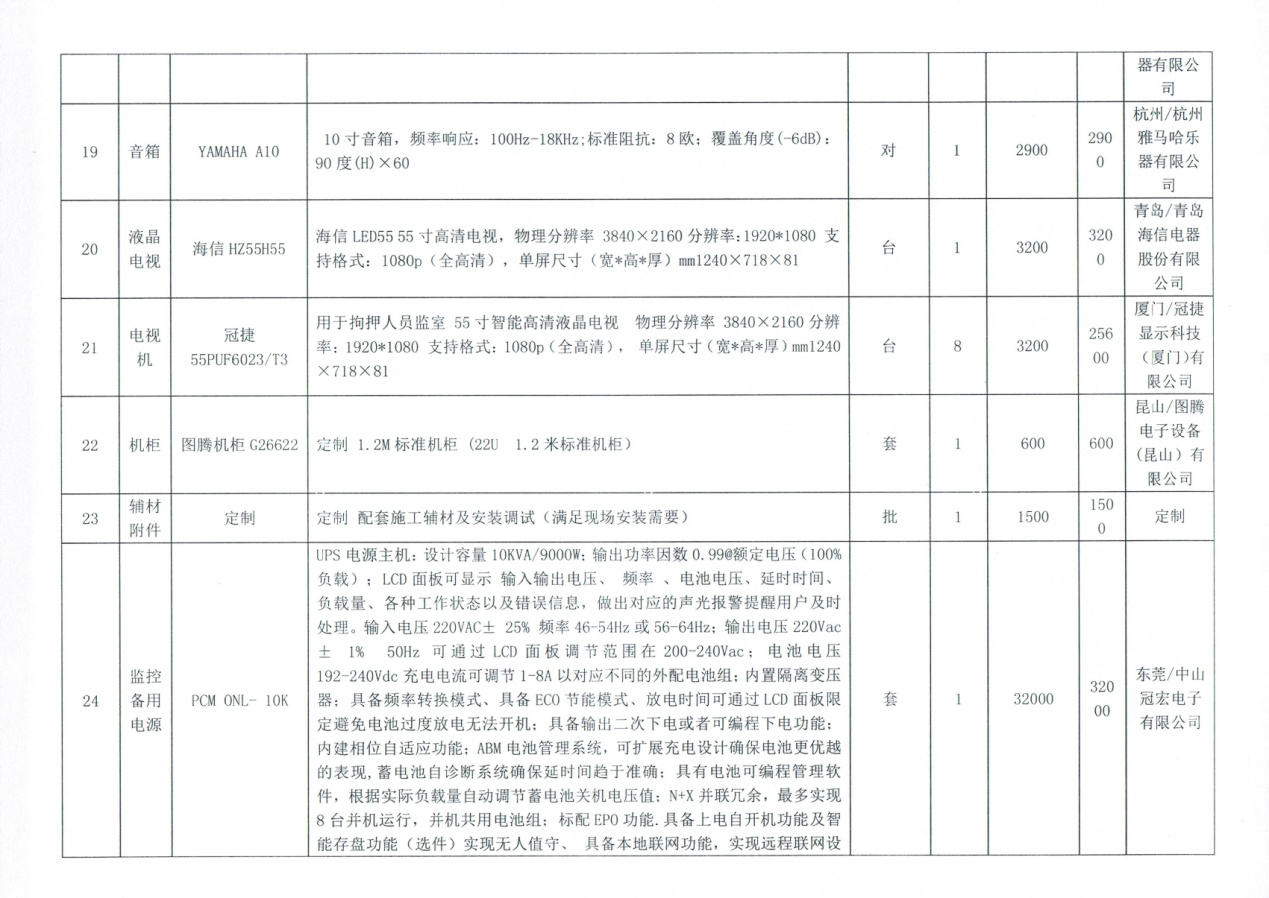 器有限公
司
19 音箱 YAMAHA A10 10 寸音箱，频率响应：100Hz-18KHz;标准阻抗：8 欧；覆盖角度(-6dB)：
90 度(H)×60
对 1 2900 290
0
杭州/杭州
雅马哈乐
器有限公
司
20 液晶
电视
海信 HZ55H55 海信 LED55 55 寸高清电视，物理分辨率 3840×2160 分辨率:1920*1080 支
持格式：1080p（全高清），单屏尺寸（宽*高*厚）mm1240×718×81
台 1 3200 320
0
青岛/青岛
海信电器
股份有限
公司
21 电视
机
冠捷
55PUF6023/T3
用于拘押人员监室 55 寸智能高清液晶电视 物理分辨率 3840×2160 分辨
率：1920*1080 支持格式：1080p（全高清）， 单屏尺寸（宽*高*厚）mm1240
×718×81
台 8 3200 256
00
厦门/冠捷
显示科技
（厦门)有
限公司
22 机柜 图腾机柜 G26622 定制 1.2M 标准机柜（22U 1.2 米标准机柜） 套 1 600 600
昆山/图腾
电子设备
(昆山）有
限公司
23 辅材
附件
定制 定制 配套施工辅材及安装调试（满足现场安装需要） 批 1 1500 150
0
定制
24 监控
备用
电源
PCM ONL- 10K
UPS 电源主机：设计容量 10KVA/9000W；输出功率因数 0.99@额定电压（100%
负载）；LCD 面板可显示 输入输出电压、 频率 、电池电压、延时时间、
负载量、各种工作状态以及错误信息，做出对应的声光报警提醒用户及时
处理。输入电压 220VAC± 25% 频率 46-54Hz 或 56-64Hz；输出电压 220Vac
± 1% 50Hz 可通过 LCD 面板调节范围在 200-240Vac；电池电压
192-240Vdc 充电电流可调节 1-8A 以对应不同的外配电池组；内置隔离变压
器；具备频率转换模式、具备 ECO 节能模式、放电时间可通过 LCD 面板限
定避免电池过度放电无法开机；具备输出二次下电或者可编程下电功能；
内建相位自适应功能；ABM 电池管理系统，可扩展充电设计确保电池更优越
的表现,蓄电池自诊断系统确保延时间趋于准确；具有电池可编程管理软
件，根据实际负载量自动调节蓄电池关机电压值；N+X 并联冗余，最多实现
8 台并机运行，并机共用电池组；标配 EPO 功能.具备上电自开机功能及智
能存盘功能（选件）实现无人值守、 具备本地联网功能，实现远程联网设
套 1 32000 320
00
东莞/中山
冠宏电子
有限公司